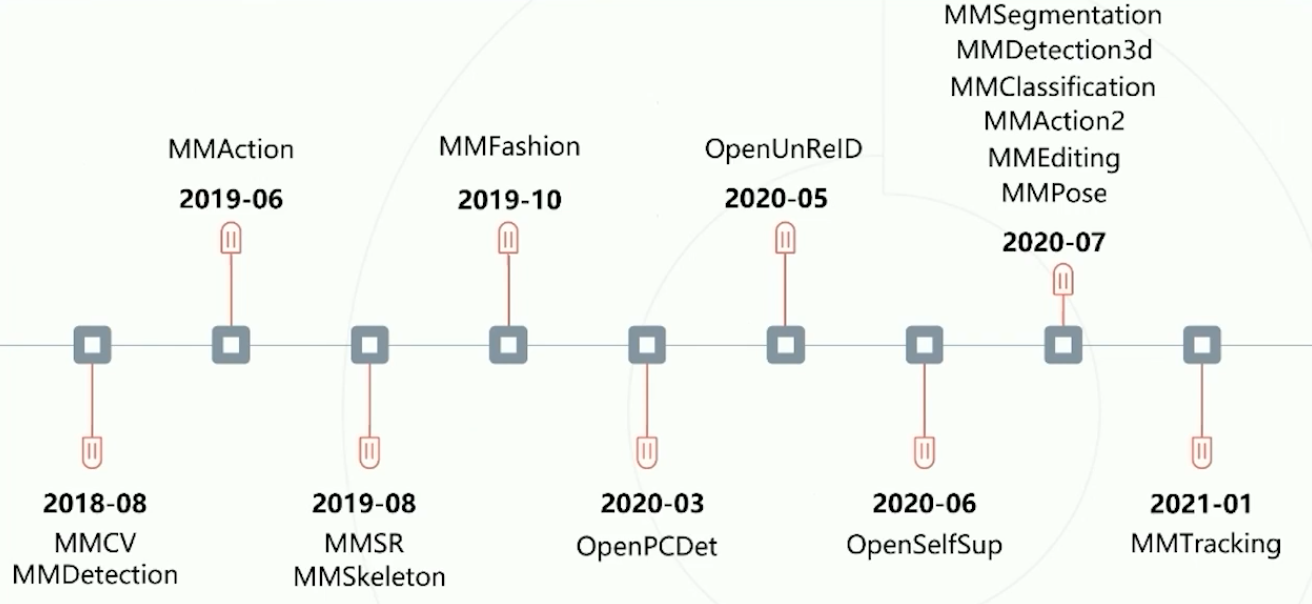 MMSegmentation
MMDetection3d
MMClassification
MMAction2
MMEditing
MMPose
2020-07
MMAction
2019-06
MMFashion
2019-10
OpenUnReID
2020-05
2018-08
MMCV
MMDetection
2019-08
MMSR
MMSkeleton
2020-03
OpenPCDet
2020-06
OpenSelfSup
2021-01
MMTracking